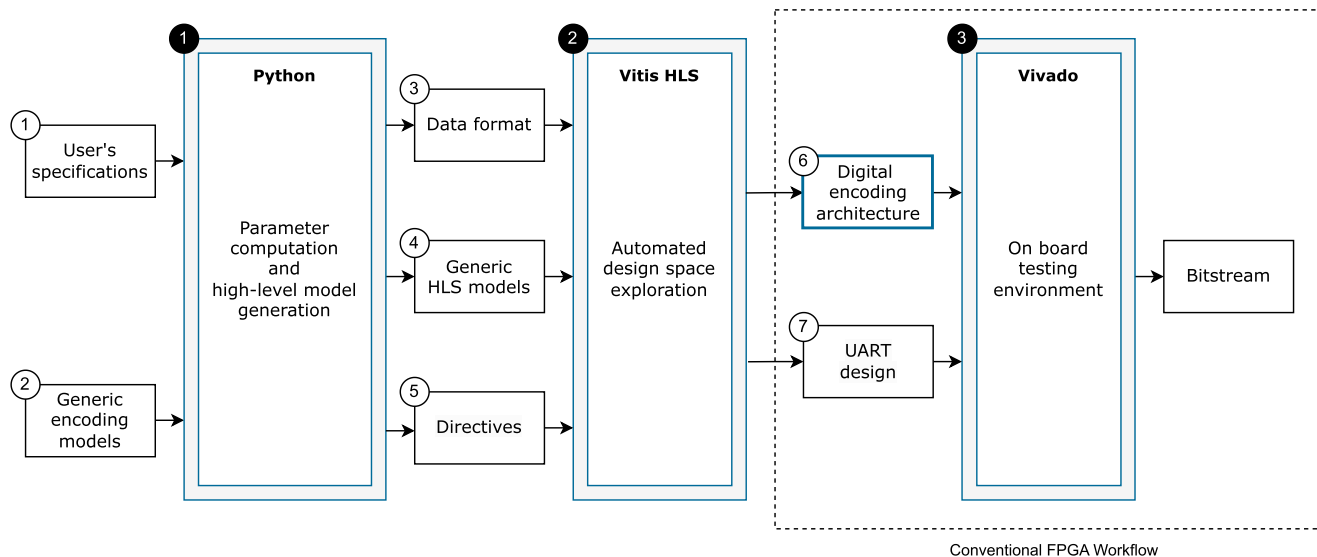 1
Python
Parameter
computation
and
high-level model
generation
1
User's
specifications
2
Generic
encoding
models
3
Data format
4
Generic
HLS models
5
Directives
2
Vitis HLS
Automated
design space
exploration
6
Digital
encoding
architecture
7
UART
design
3
Vivado
On board
testing
environment
Bitstream
Conventional FPGA Workflow